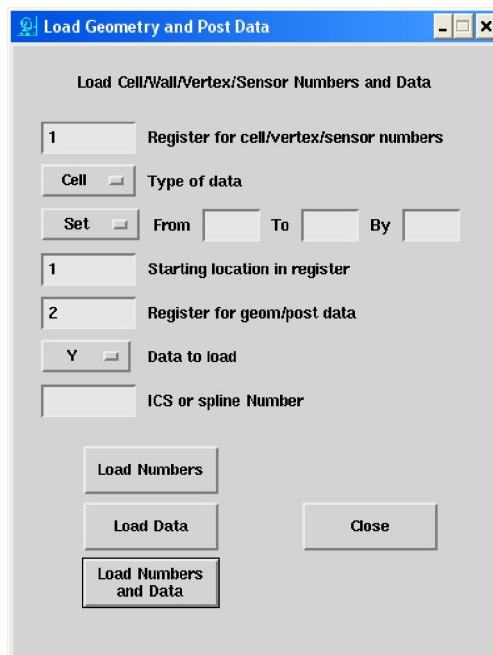 Load Geometry and Post Data
Load Cell/Wall/Vertex/Sensor Numbers and Data
1 Register for cell/vertex/sensor numbers
Cell Type of data
Set From To By
1 Starting location in register
2 Register for geom/post data
Y Data to load
ICS or spline Number
Load Numbers
Load Data Close
Load Numbers
and Data